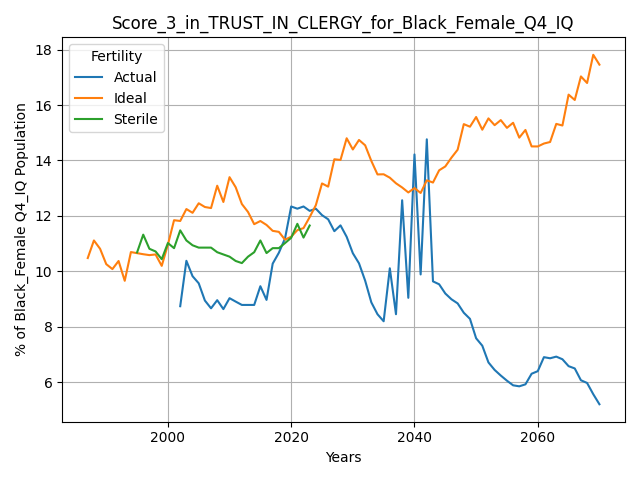 Score_3_in_TRUST_IN_CLERGY_for_Black_Female_Q4_IQ
Fertility
Actual
Ideal
Sterile
% of Black_Female Q4_IQ Population
18
16
14
12
10
8
6
2000
2020
2040
2060
Years